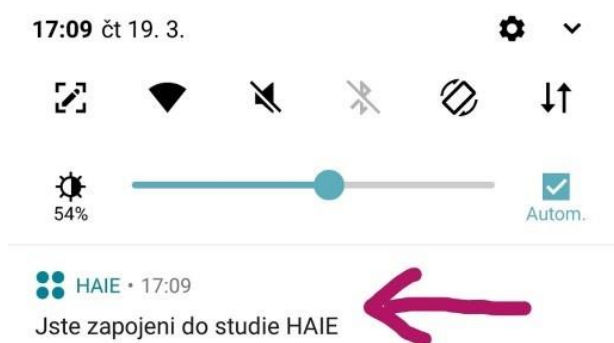 17:09 čt 19. 3.
54%
Autom.
HAIE • 17:09
Jste zapojeni do studie HAIE